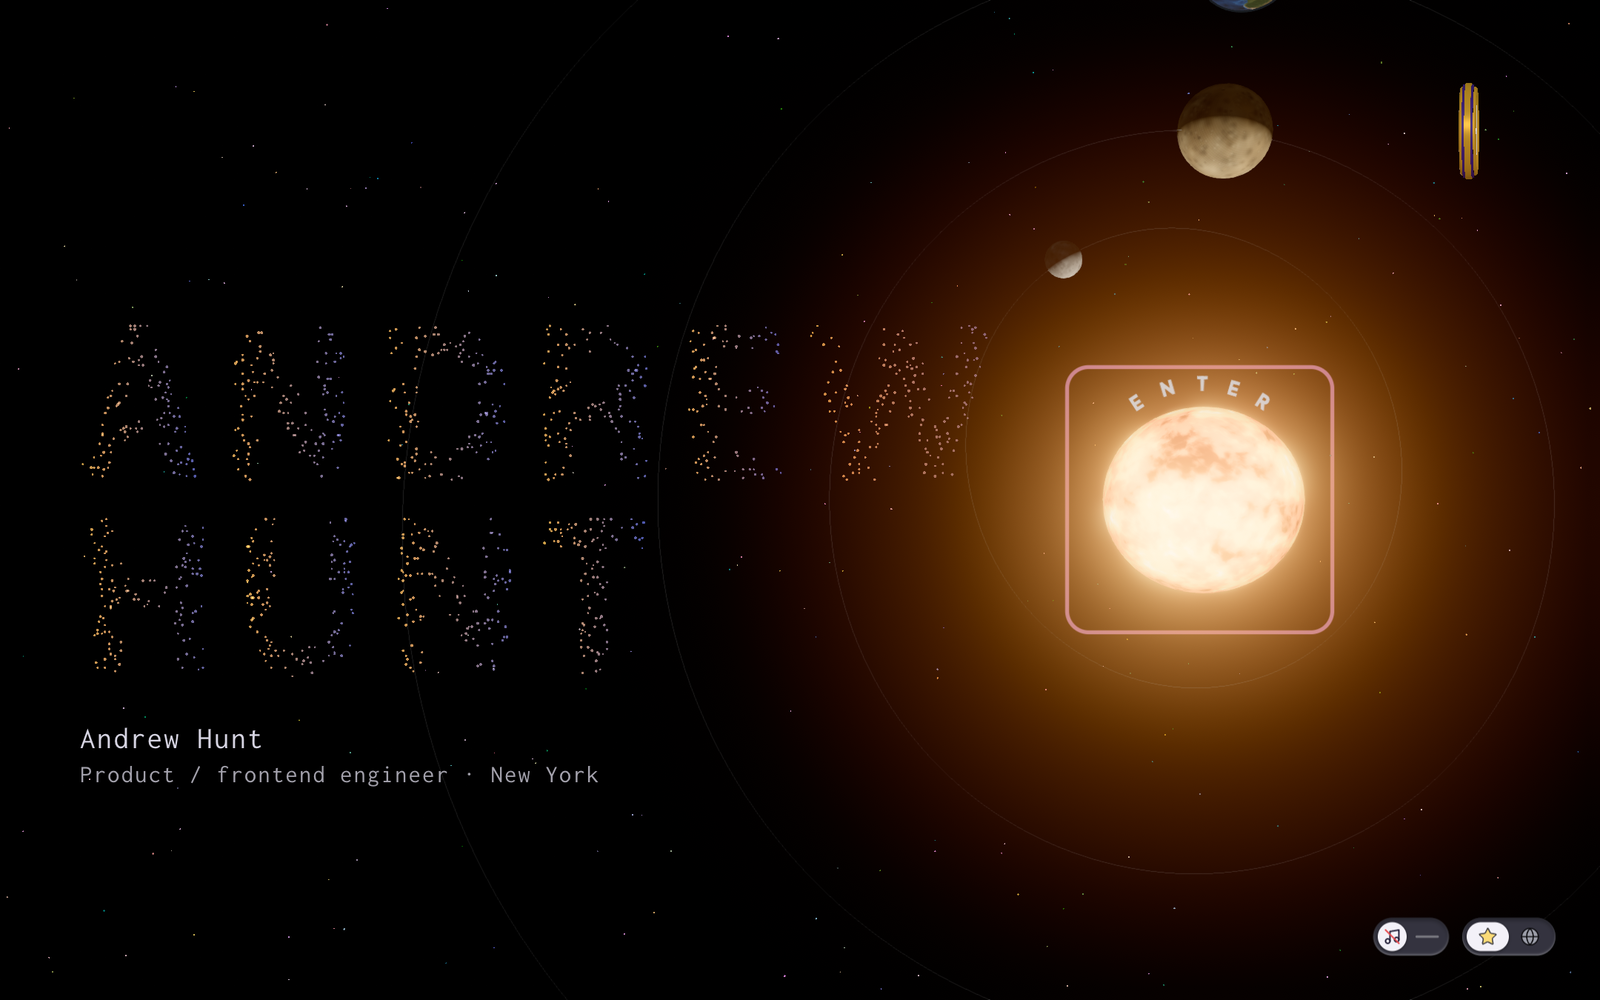 ANDREW
HUNT
ENTER
Andrew Hunt
Product / frontend engineer · New York